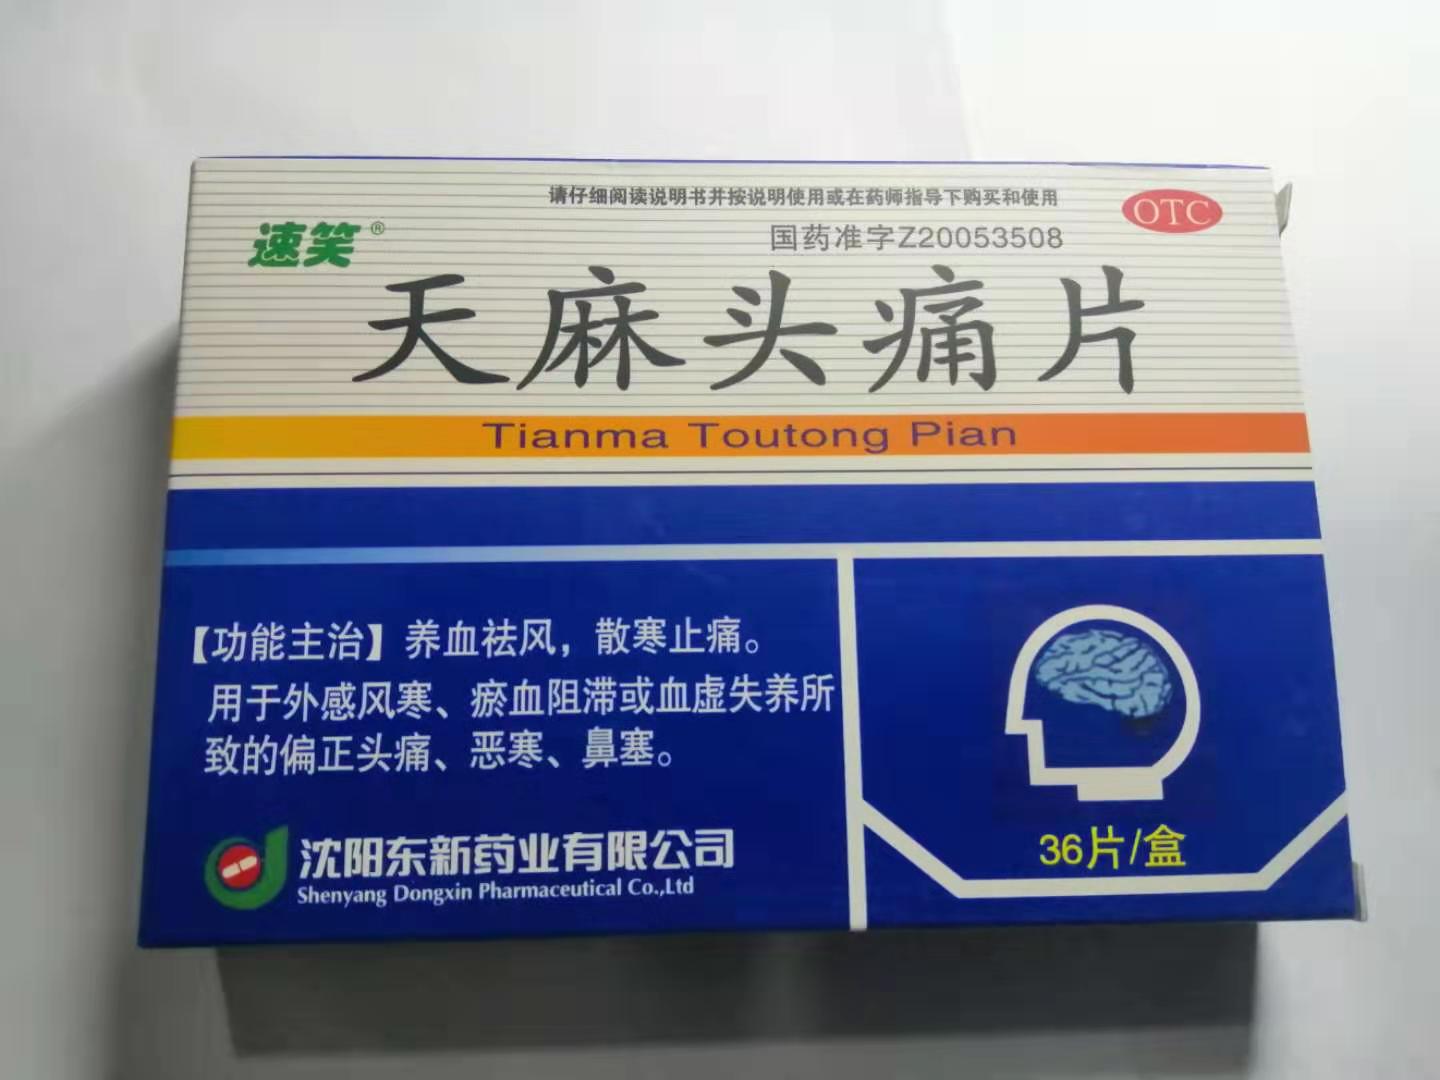 请仔细阅读说明书并按说明使用或在药师指导下购买和使用
OTC
速笑®
国药准字Z20053508
天麻头痛片
Tianma Toutong Pian
【功能主治】养血祛风，散寒止痛。
用于外感风寒、瘀血阻滞或血虚失养所
致的偏正头痛、恶寒、鼻塞。
沈阳东新药业有限公司
Shenyang Dongxin Pharmaceutical Co.,Ltd
36片/盒